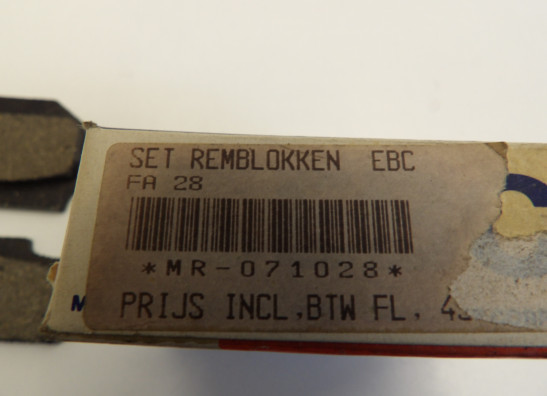 SET REMBLOKKEN EBC
FA 28
*MR-071028*
PRIJS INCL.BTW FL.